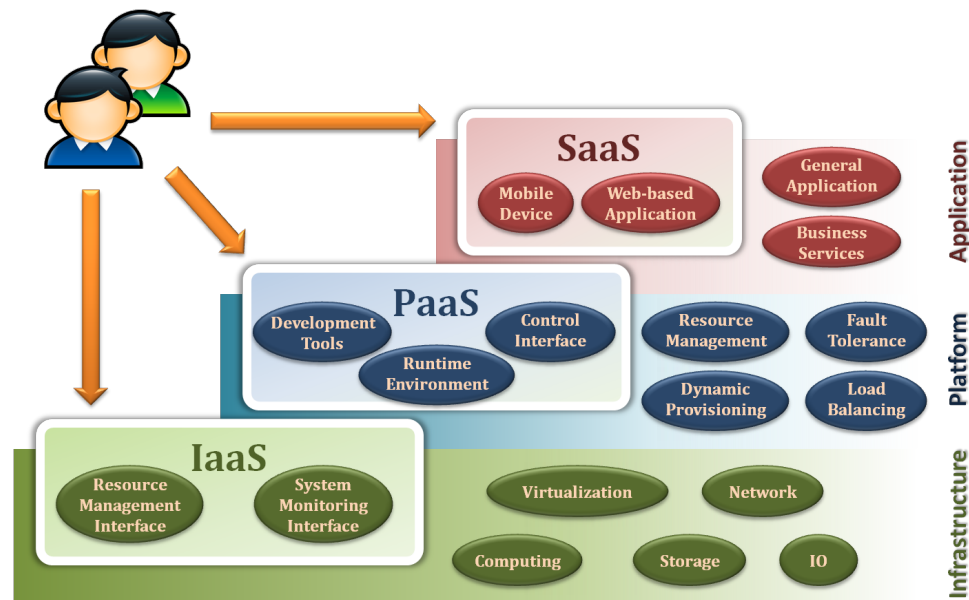 SaaS
Mobile
Device
Web-based
Application
General
Application
Business
Services
Application
PaaS
Development
Tools
Runtime
Environment
Control
Interface
Resource
Management
Fault
Tolerance
Dynamic
Provisioning
Load
Balancing
Platform
IaaS
Resource
Management
Interface
System
Monitoring
Interface
Virtualization
Network
Computing
Storage
IO
Infrastructure